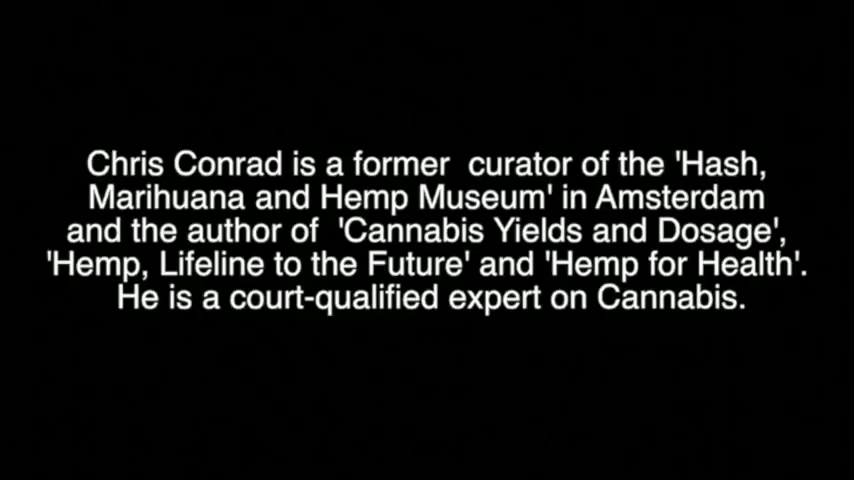 Chris Conrad is a former  curator of the 'Hash,
Marihuana and Hemp Museum' in Amsterdam
and the author of  'Cannabis Yields and Dosage',
'Hemp, Lifeline to the Future' and 'Hemp for Health'.
He is a court-qualified expert on Cannabis.